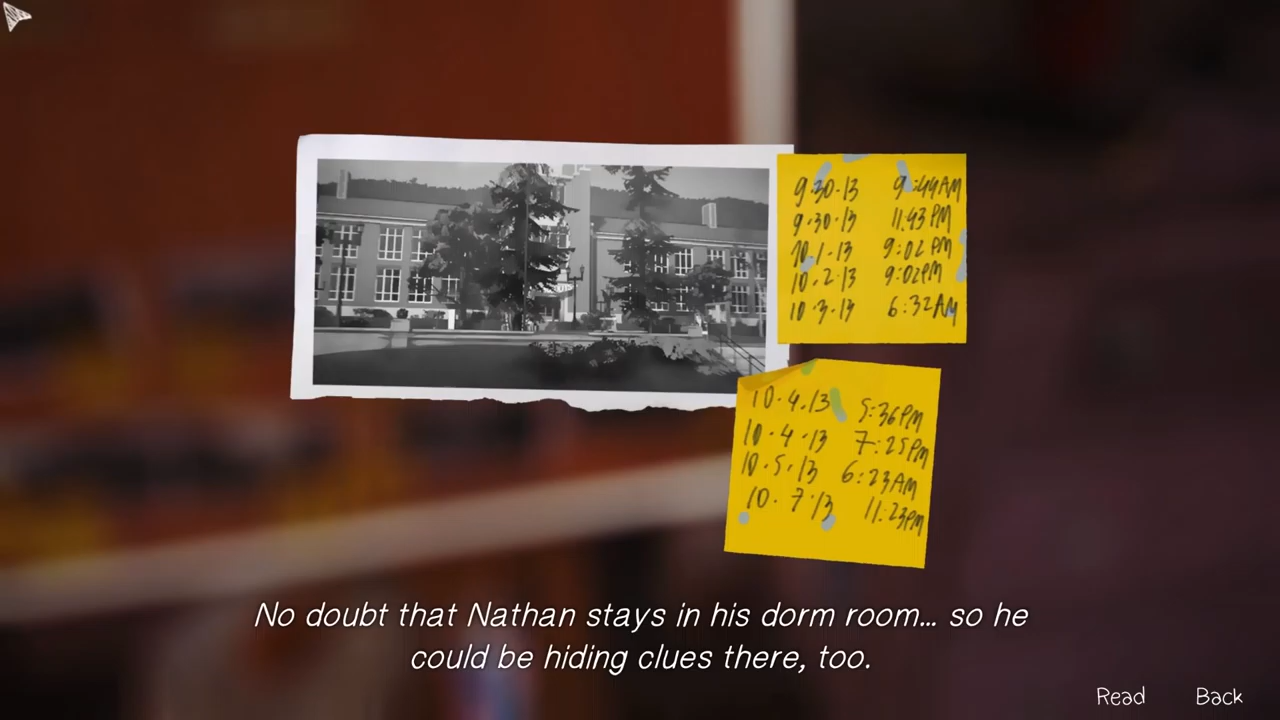 9·30·13 9:44AM
9·30·13 11:43PM
10·1·13 9:02PM
10·2·13 9:02PM
10·3·13 6:32AM
10·4·13 5:36PM
10·4·13 7:25PM
10·5·13 6:23AM
10·7·13 11:23PM
No doubt that Nathan stays in his dorm room... so he
could be hiding clues there, too.
Read Back